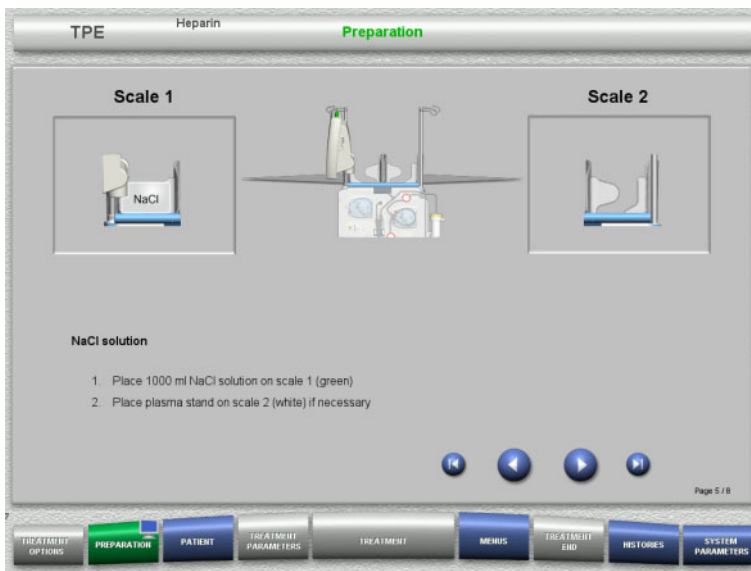 TPE
Heparin
Preparation
Scale 1
Scale 2
NaCl
NaCl solution
1. Place 1000 ml NaCl solution on scale 1 (green)
2. Place plasma stand on scale 2 (white) if necessary
Page 5 / 8
TREATMENT OPTIONS
PREPARATION
PATIENT
TREATMENT PARAMETERS
TREATMENT
MENUS
TREATMENT END
HISTORIES
SYSTEM PARAMETERS